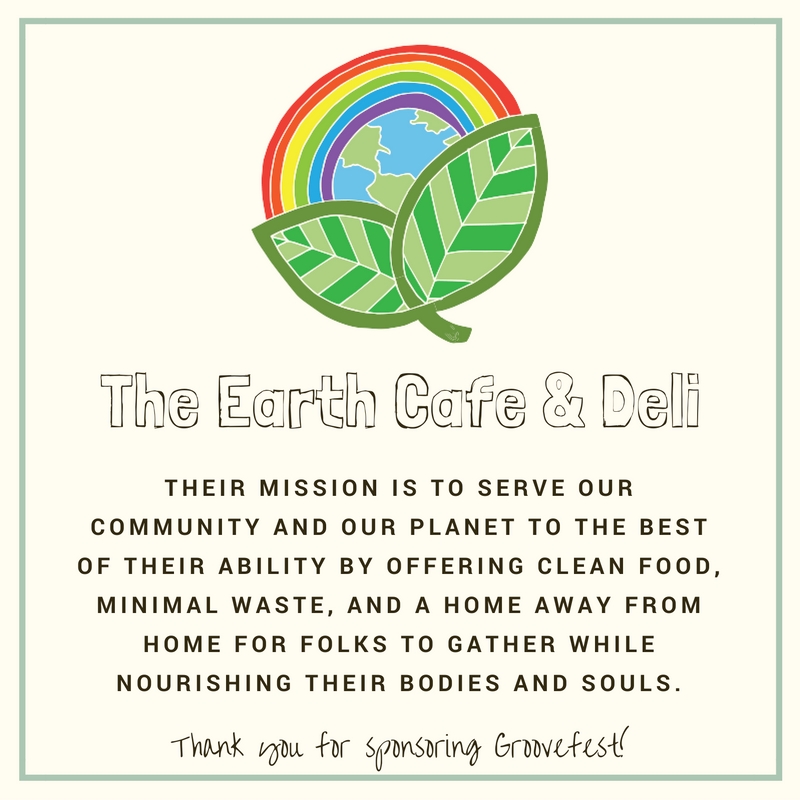 The Earth Cafe & Deli
THEIR MISSION IS TO SERVE OUR
COMMUNITY AND OUR PLANET TO THE BEST
OF THEIR ABILITY BY OFFERING CLEAN FOOD,
MINIMAL WASTE, AND A HOME AWAY FROM
HOME FOR FOLKS TO GATHER WHILE
NOURISHING THEIR BODIES AND SOULS.
Thank you for sponsoring Groovefest!